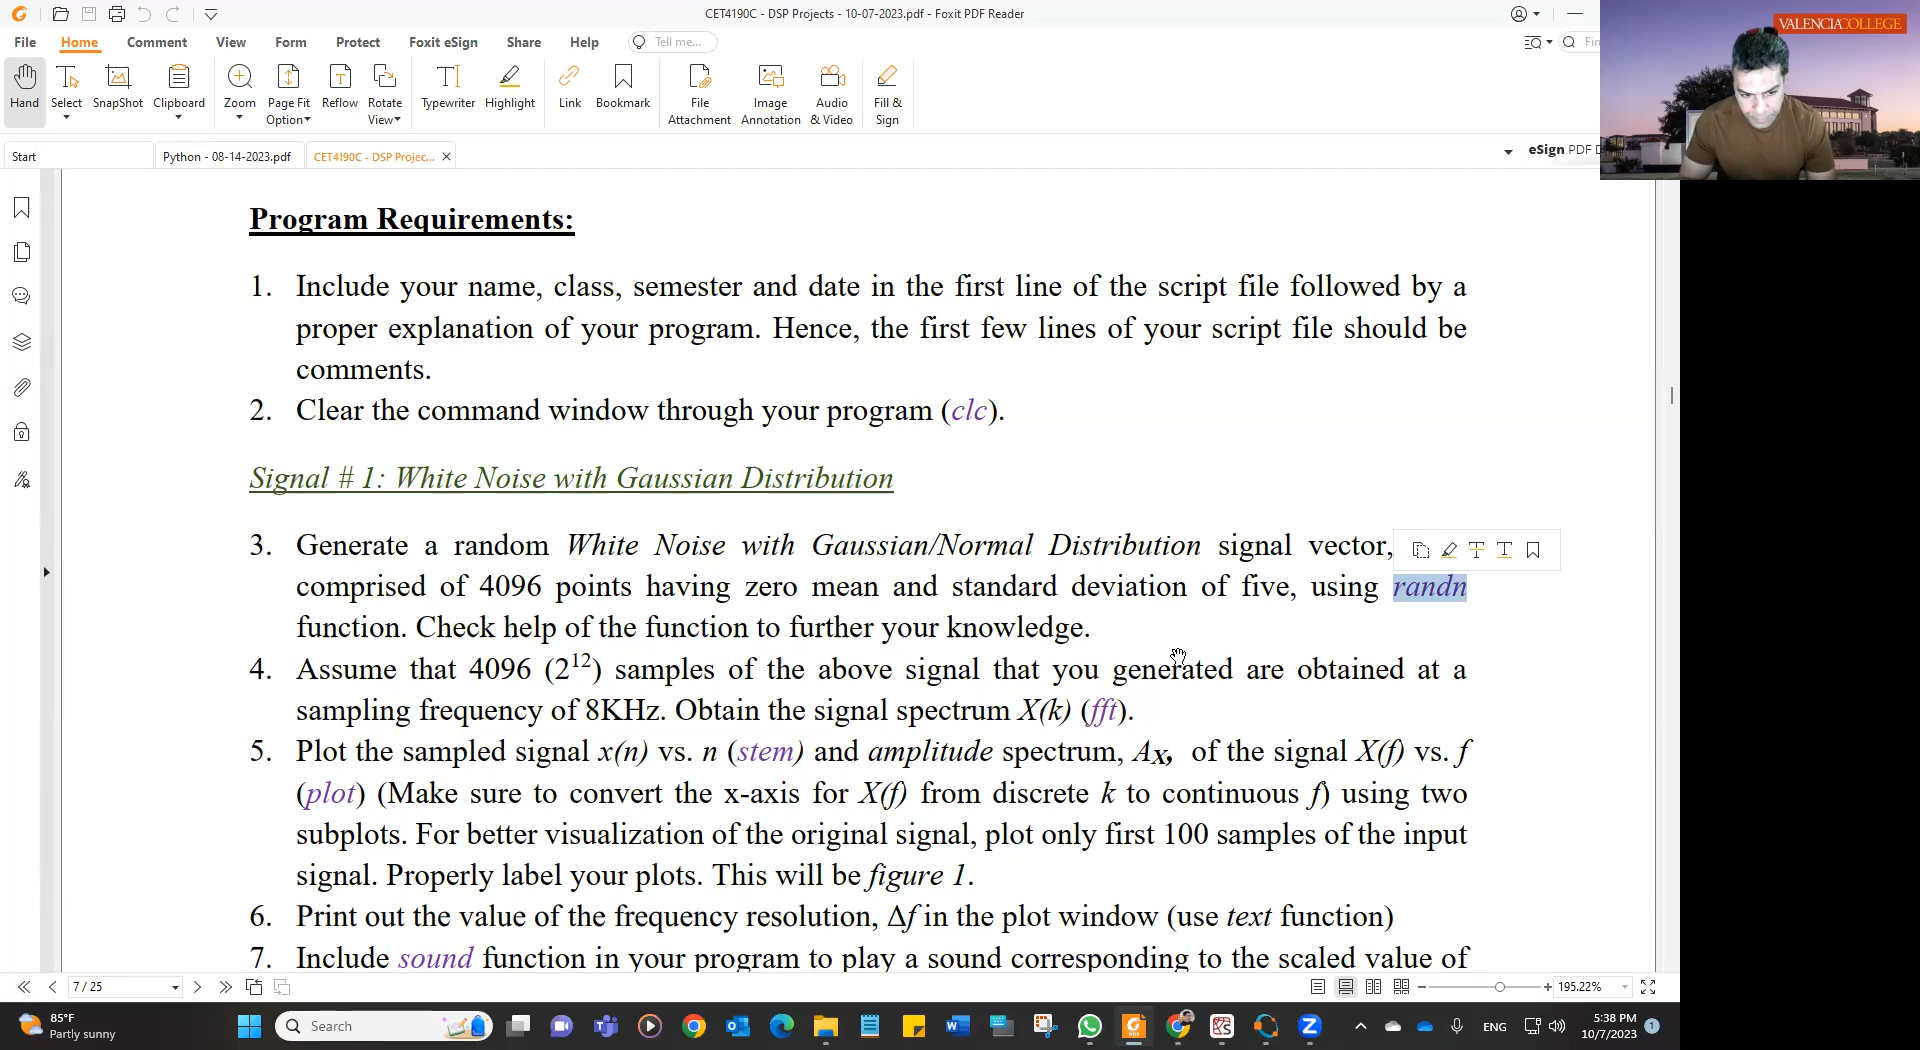 CET4190C - DSP Projects - 10-07-2023.pdf - Foxit PDF Reader
VALENCIACOLLEGE
File Home Comment View Form Protect Foxit eSign Share Help Tell me...
Hand Select SnapShot Clipboard Zoom Page Fit Option Reflow Rotate View Typewriter Highlight Link Bookmark File Attachment Image Annotation Audio & Video Fill & Sign
Start Python - 08-14-2023.pdf CET4190C - DSP Projec... eSign PDF
Program Requirements:
1. Include your name, class, semester and date in the first line of the script file followed by a
proper explanation of your program. Hence, the first few lines of your script file should be
comments.
2. Clear the command window through your program (clc).
Signal # 1: White Noise with Gaussian Distribution
3. Generate a random White Noise with Gaussian/Normal Distribution signal vector,
comprised of 4096 points having zero mean and standard deviation of five, using randn
function. Check help of the function to further your knowledge.
4. Assume that 4096 (2¹²) samples of the above signal that you generated are obtained at a
sampling frequency of 8KHz. Obtain the signal spectrum X(k) (fft).
5. Plot the sampled signal x(n) vs. n (stem) and amplitude spectrum, Ax, of the signal X(f) vs. f
(plot) (Make sure to convert the x-axis for X(f) from discrete k to continuous f) using two
subplots. For better visualization of the original signal, plot only first 100 samples of the input
signal. Properly label your plots. This will be figure 1.
6. Print out the value of the frequency resolution, Δf in the plot window (use text function)
7. Include sound function in your program to play a sound corresponding to the scaled value of
7 / 25
195.22%
85°F
Partly sunny
Search
ENG
5:38 PM
10/7/2023
1